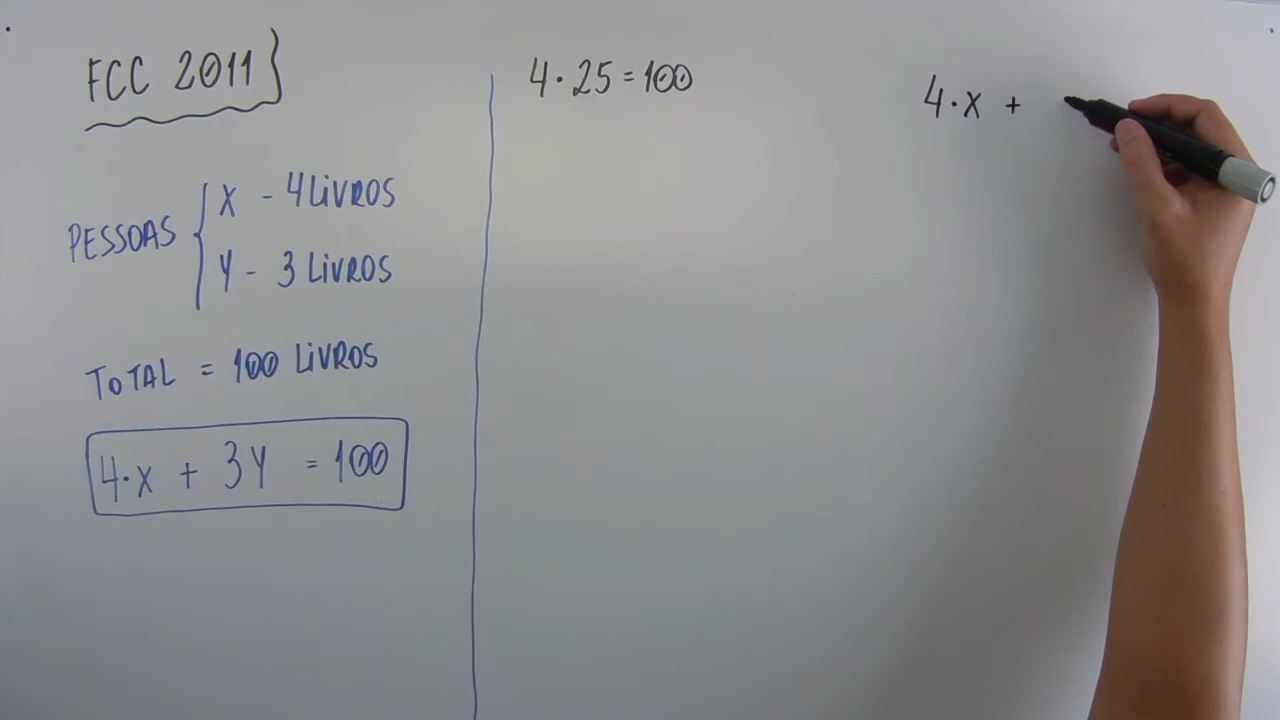 FCC 2011}
PESSOAS { X - 4 LiVROS
Y - 3 LiVROS
ToTAL = 100 LiVROS
4·X + 3Y = 100
4·25=100
4·X +